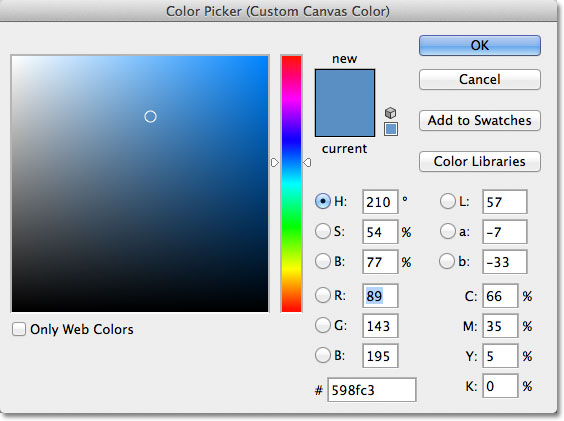 Color Picker (Custom Canvas Color)
new
current
OK
Cancel
Add to Swatches
Color Libraries
H: 210 °
S: 54 %
B: 77 %
R: 89
G: 143
B: 195
# 598fc3
L: 57
a: -7
b: -33
C: 66 %
M: 35 %
Y: 5 %
K: 0 %
Only Web Colors